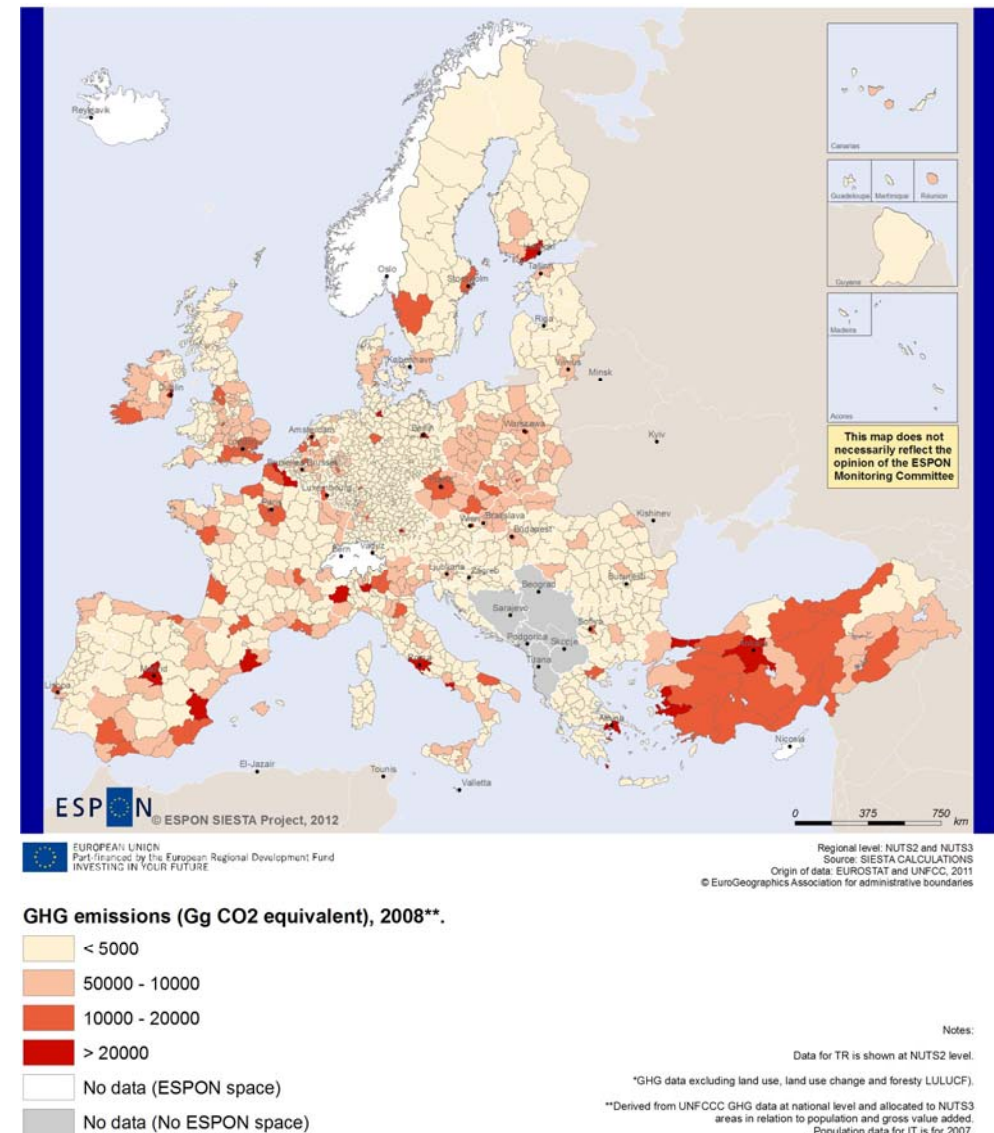 Reykjavik
Canarias
Guadeloupe
Martinique
Réunion
Guyane
Madeira
Acores
This map does not
necessarily reflect the
opinion of the ESPON
Monitoring Committee
Oslo
Stockholm
Tallinn
Riga
Kobenhavn
Vilnius
Minsk
Dublin
Amsterdam
Berlin
Warszawa
Kyiv
Luxembourg
Paris
Wien
Bratislava
Budapest
Kishinev
Bern
Vaduz
Ljubljana
Zagreb
Beograd
Bucuresti
Sarajevo
Sofia
Podgorica
Skopje
Tirana
Madrid
Lisboa
Athina
Nicosia
El-Jazair
Tounis
Valletta
ESPON
© ESPON SIESTA Project, 2012
0 375 750 km
EUROPEAN UNION
Part-financed by the European Regional Development Fund
INVESTING IN YOUR FUTURE
Regional level: NUTS2 and NUTS3
Source: SIESTA CALCULATIONS
Origin of data: EUROSTAT and UNFCC, 2011
© EuroGeographics Association for administrative boundaries
GHG emissions (Gg CO2 equivalent), 2008**.
< 5000
50000 - 10000
10000 - 20000
> 20000
No data (ESPON space)
No data (No ESPON space)
Notes:
Data for TR is shown at NUTS2 level.
*GHG data excluding land use, land use change and foresty LULUCF).
**Derived from UNFCCC GHG data at national level and allocated to NUTS3
areas in relation to population and gross value added.
Population data for IT is for 2007.